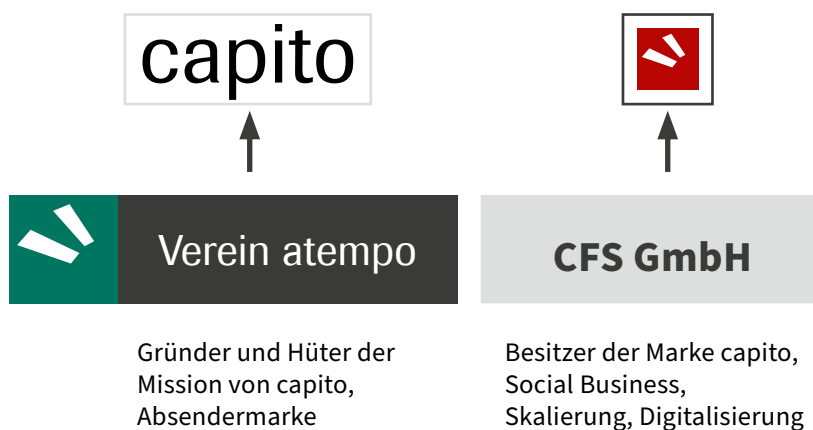 capito
Verein atempo
CFS GmbH
Gründer und Hüter der
Mission von capito,
Absendermarke
Besitzer der Marke capito,
Social Business,
Skalierung, Digitalisierung